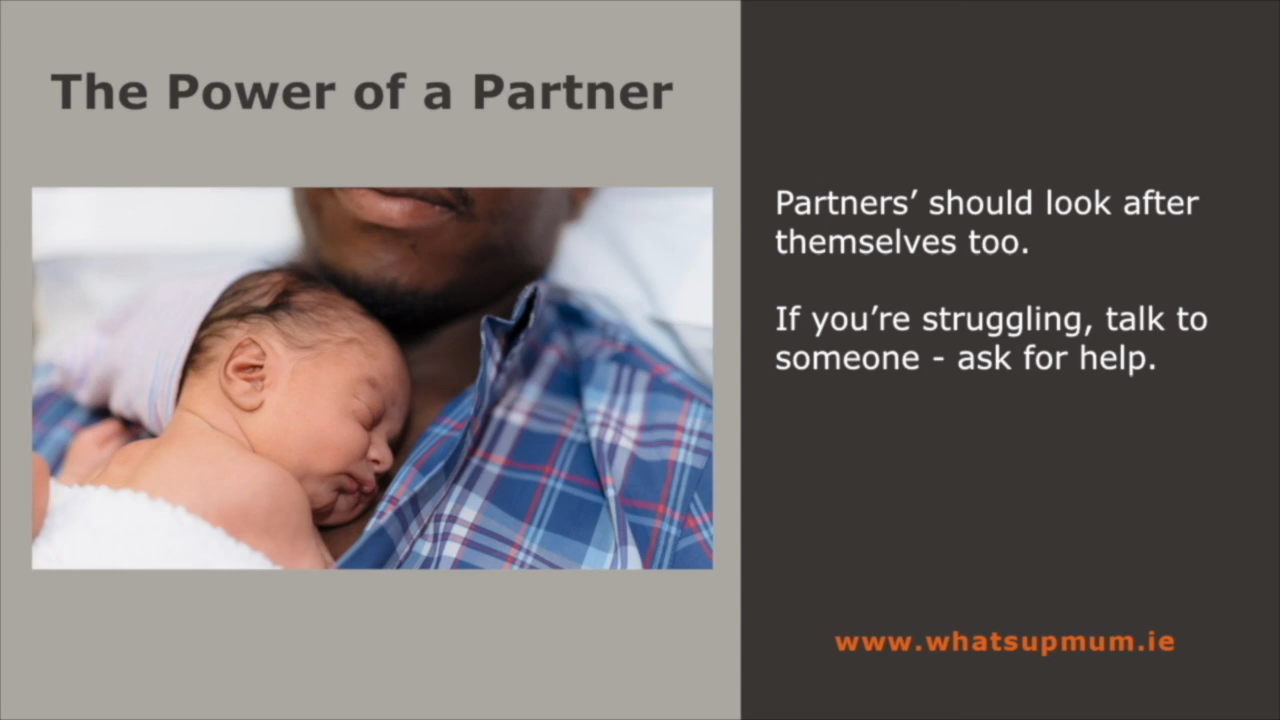 The Power of a Partner
Partners’ should look after
themselves too.
If you’re struggling, talk to
someone - ask for help.
www.whatsupmum.ie